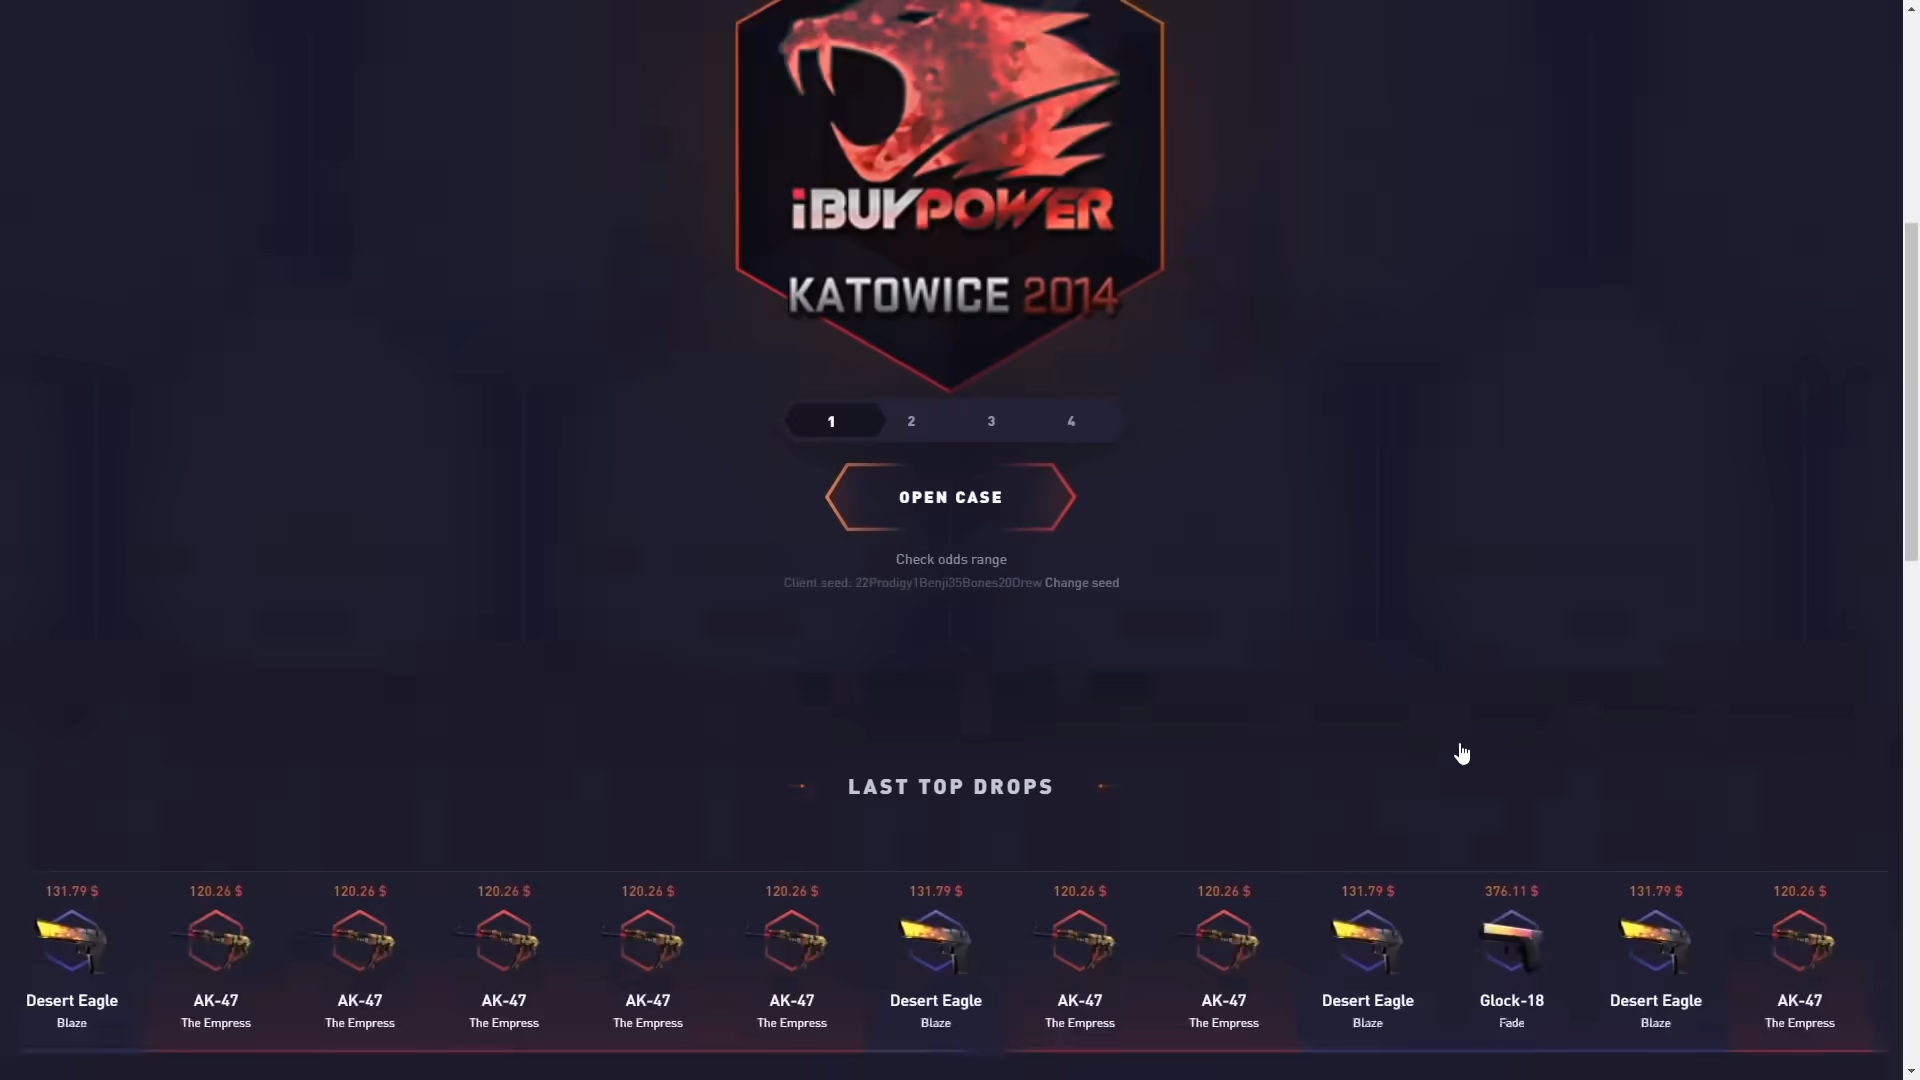 iBUYPOWER
KATOWICE 2014
1 2 3 4
OPEN CASE
Check odds range
Client seed: 22Prodigy1Benji35Bones20Drew Change seed
LAST TOP DROPS
131.79 $ 120.26 $ 120.26 $ 120.26 $ 120.26 $ 120.26 $ 131.79 $ 120.26 $ 120.26 $ 131.79 $ 376.11 $ 131.79 $ 120.26 $
Desert Eagle AK-47 AK-47 AK-47 AK-47 AK-47 Desert Eagle AK-47 AK-47 Desert Eagle Glock-18 Desert Eagle AK-47
Blaze The Empress The Empress The Empress The Empress The Empress Blaze The Empress The Empress Blaze Fade Blaze The Empress